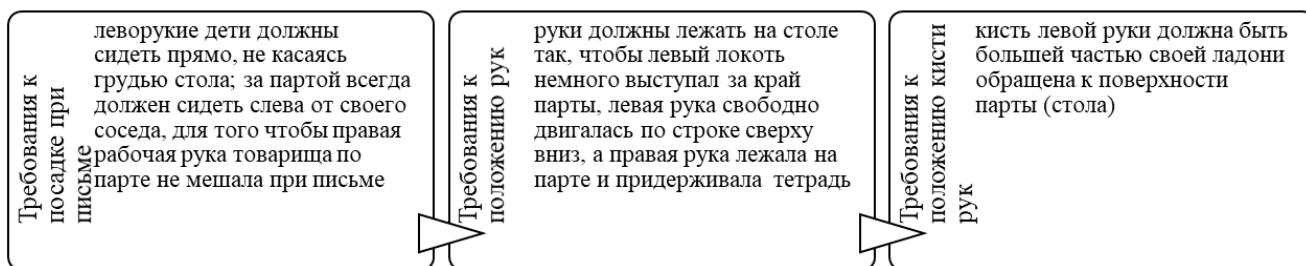 Требования к
посадке при
письме
леворукие дети должны
сидеть прямо, не касаясь
грудью стола; за партой всегда
должен сидеть слева от своего
соседа, для того чтобы правая
рабочая рука товарища по
парте не мешала при письме
Требования к
положению рук
руки должны лежать на столе
так, чтобы левый локоть
немного выступал за край
парты, левая рука свободно
двигалась по строке сверху
вниз, а правая рука лежала на
парте и придерживала тетрадь
Требования к
положению кисти
рук
кисть левой руки должна быть
большей частью своей ладони
обращена к поверхности
парты (стола)